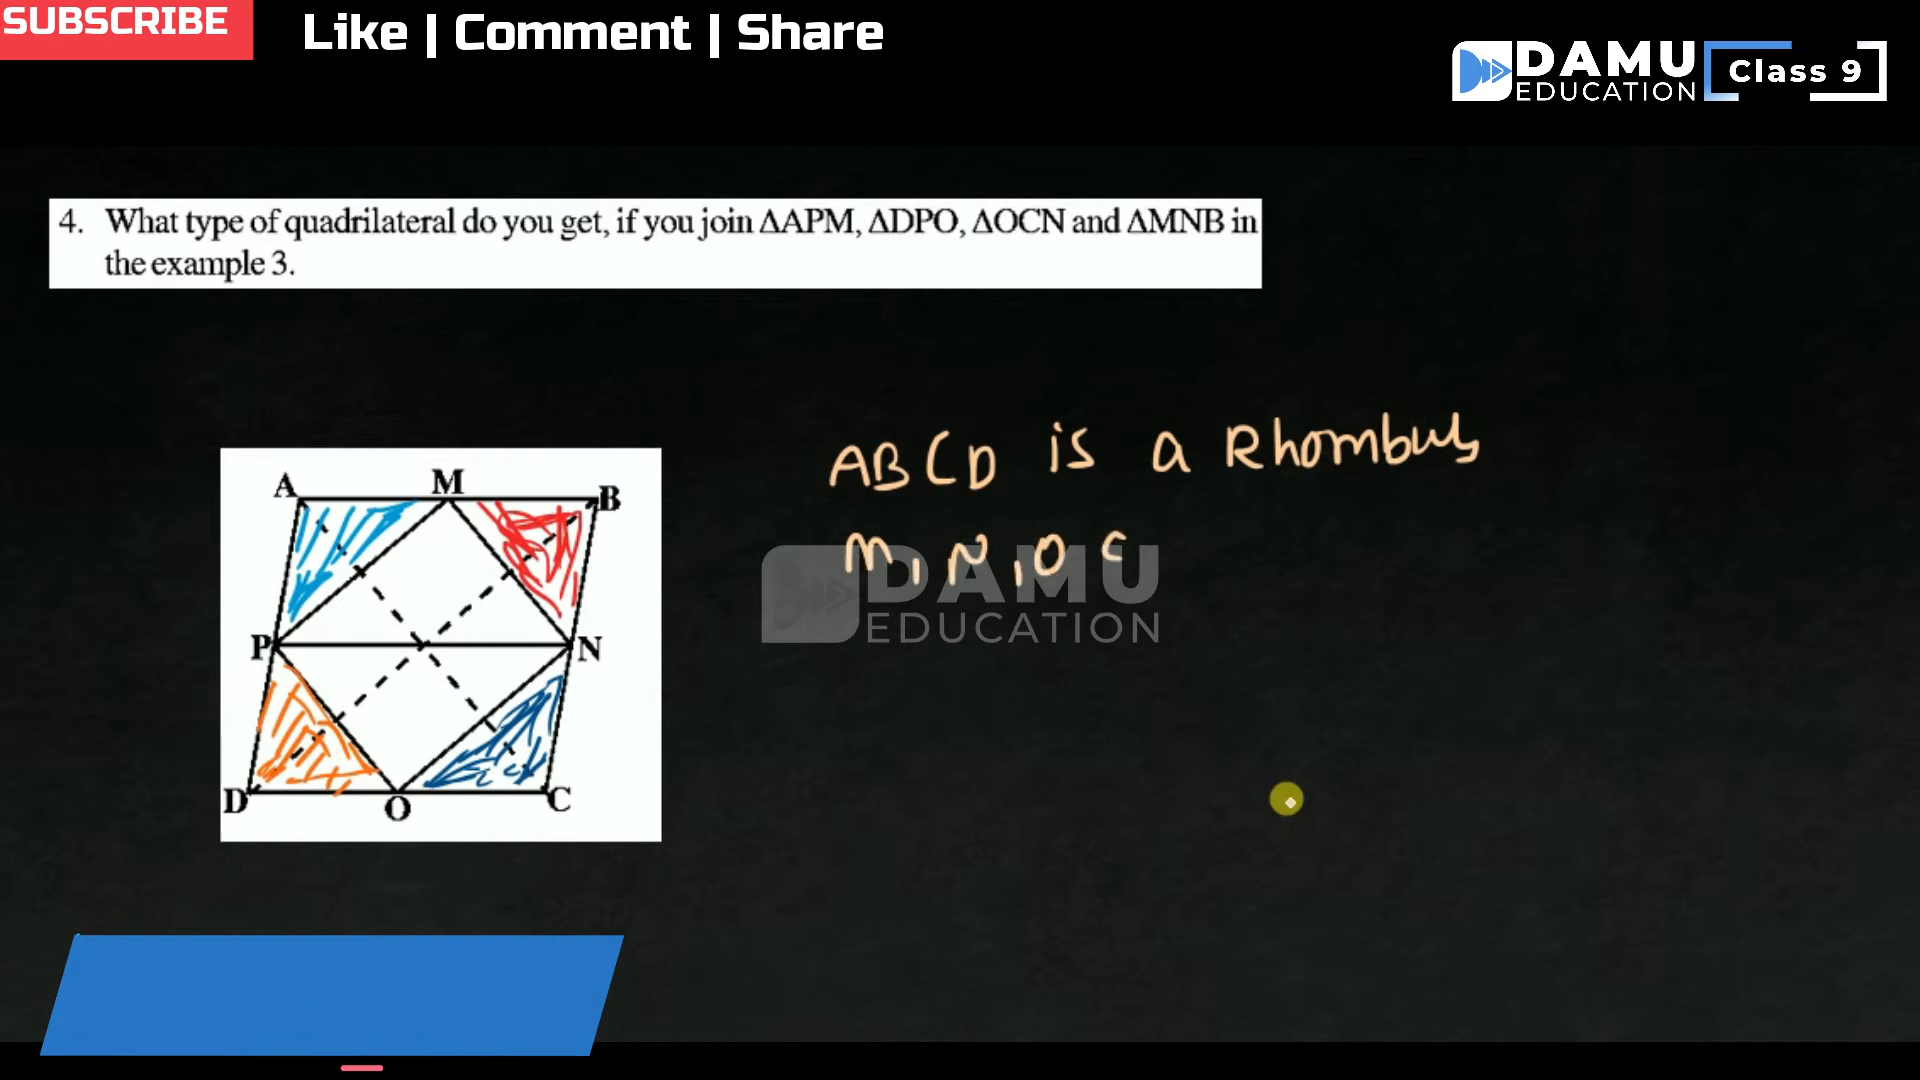 SUBSCRIBE
Like | Comment | Share
DAMU
EDUCATION
Class 9
4. What type of quadrilateral do you get, if you join ΔAPM, ΔDPO, ΔOCN and ΔMNB in
the example 3.
A M B
P N
D O C
ABCD is a Rhombus
M, N, O
DAMU
EDUCATION